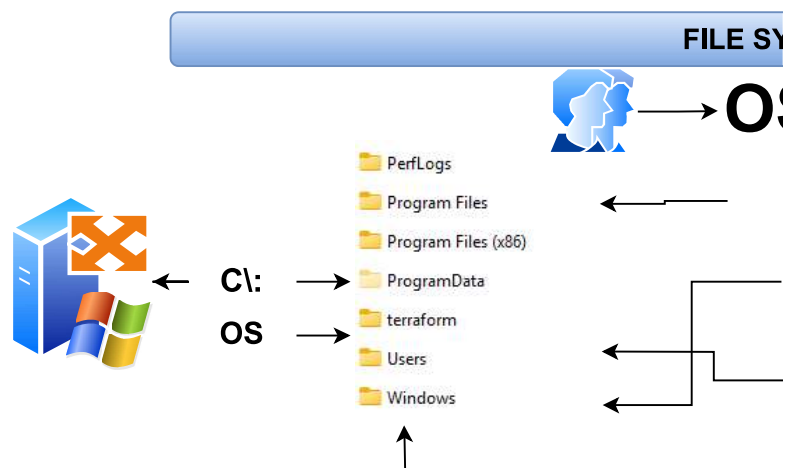 FILE SY
OS
PerfLogs
Program Files
Program Files (x86)
C\:
ProgramData
OS
terraform
Users
Windows